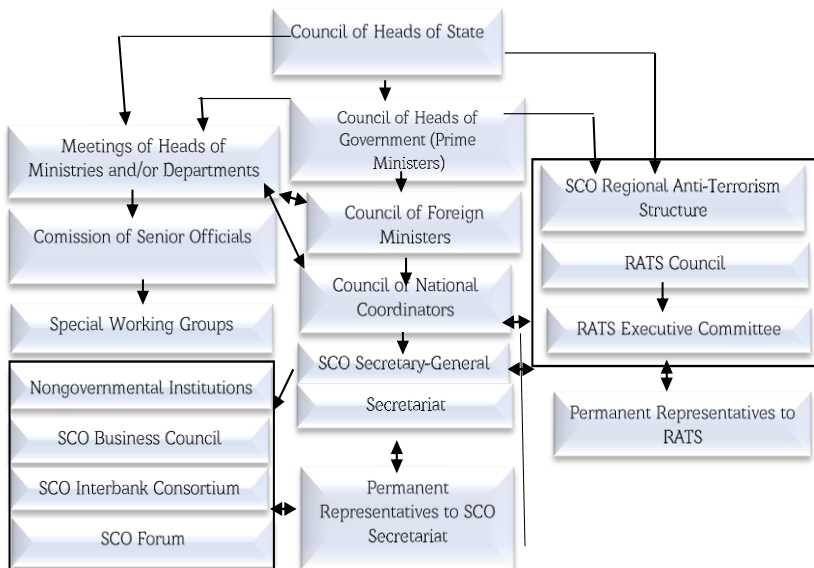 Council of Heads of State
Council of Heads of
Government (Prime
Ministers)
Meetings of Heads of
Ministries and/or Departments
SCO Regional Anti-Terrorism
Structure
Council of Foreign
Ministers
Comission of Senior Officials
RATS Council
Council of National
Coordinators
Special Working Groups
RATS Executive Committee
SCO Secretary-General
Secretariat
Nongovernmental Institutions
SCO Business Council
SCO Interbank Consortium
SCO Forum
Permanent Representatives to
RATS
Permanent
Representatives to SCO
Secretariat